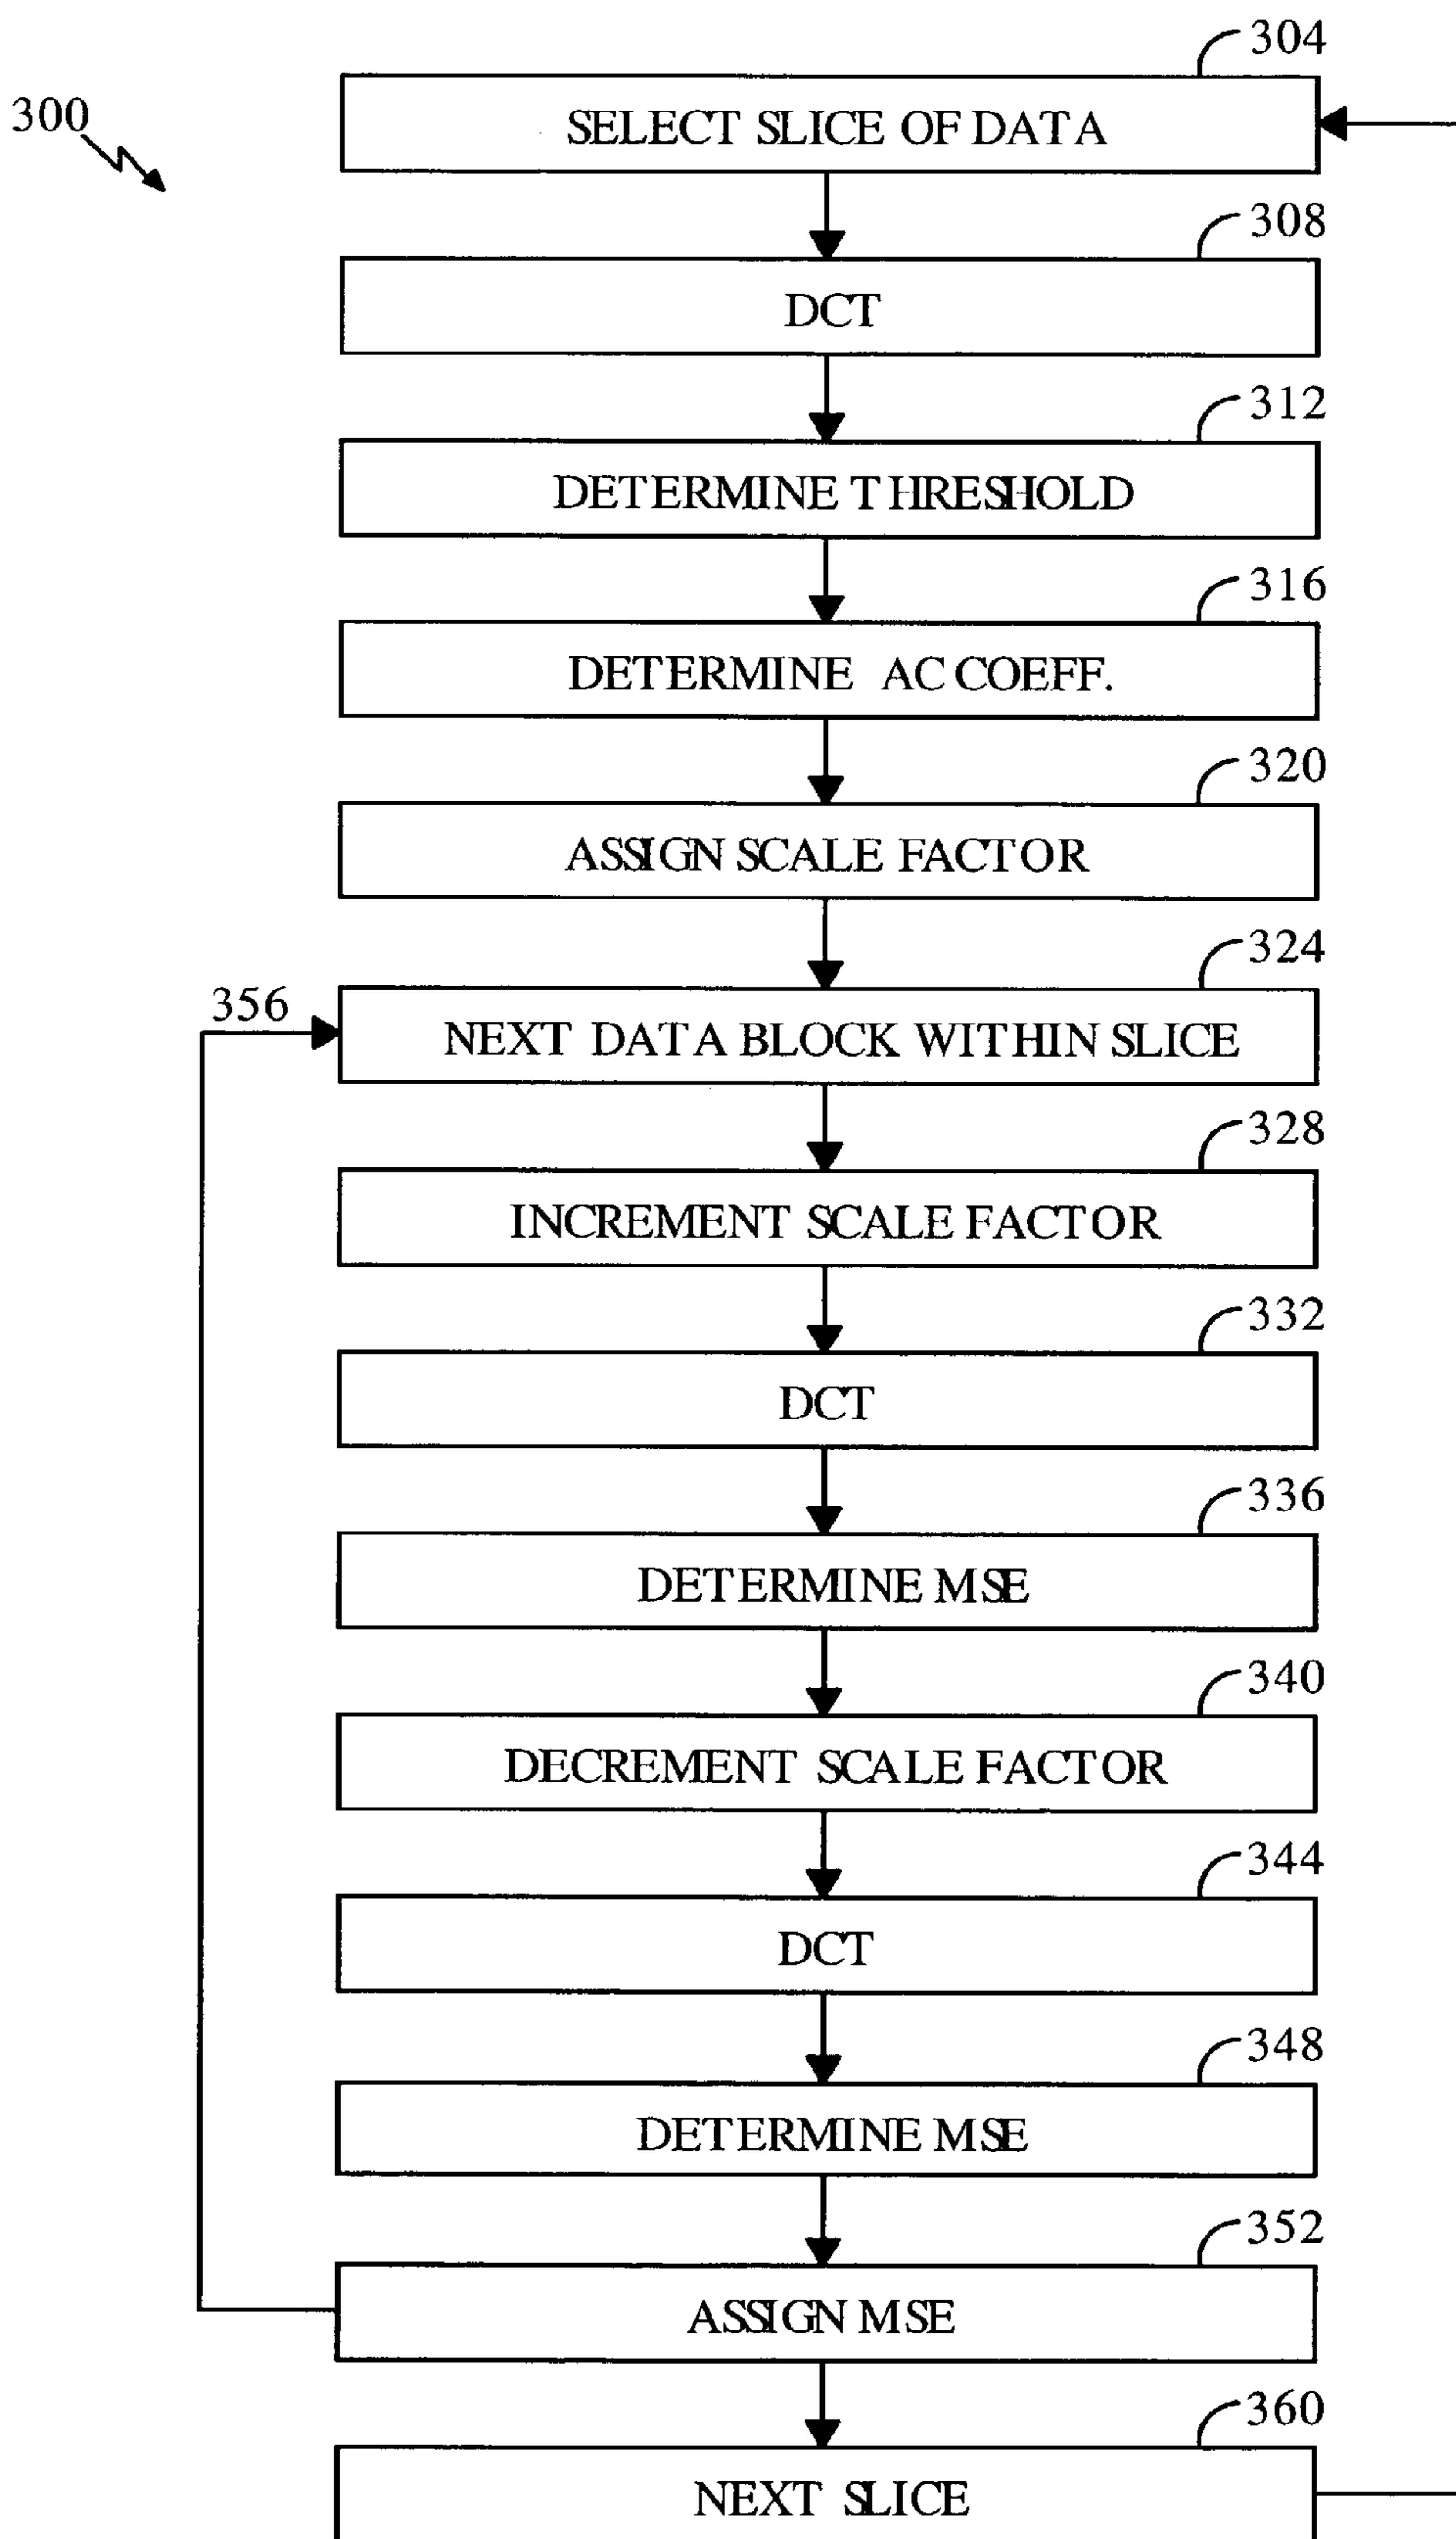 304
300
SELECT SLICE OF DATA
308
DCT
312
DETERMINE THRESHOLD
316
DETERMINE AC COEFF.
320
ASSIGN SCALE FACTOR
324
356
NEXT DATA BLOCK WITHIN SLICE
328
INCREMENT SCALE FACTOR
332
DCT
336
DETERMINE MSE
340
DECREMENT SCALE FACTOR
344
DCT
348
DETERMINE MSE
352
ASSIGN MSE
360
NEXT SLICE